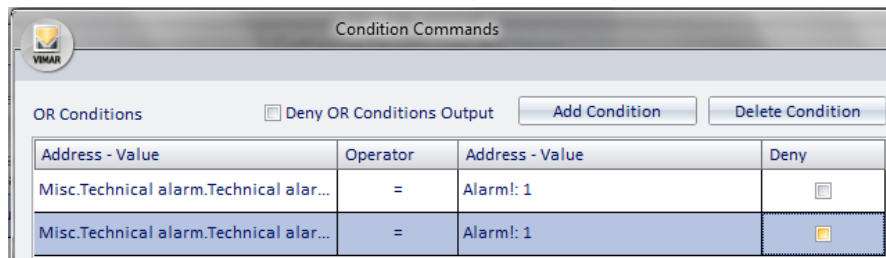 Condition Commands
VIMAR
OR Conditions Deny OR Conditions Output Add Condition Delete Condition
Address - Value Operator Address - Value Deny
Misc.Technical alarm.Technical alar... = Alarm!: 1
Misc.Technical alarm.Technical alar... = Alarm!: 1